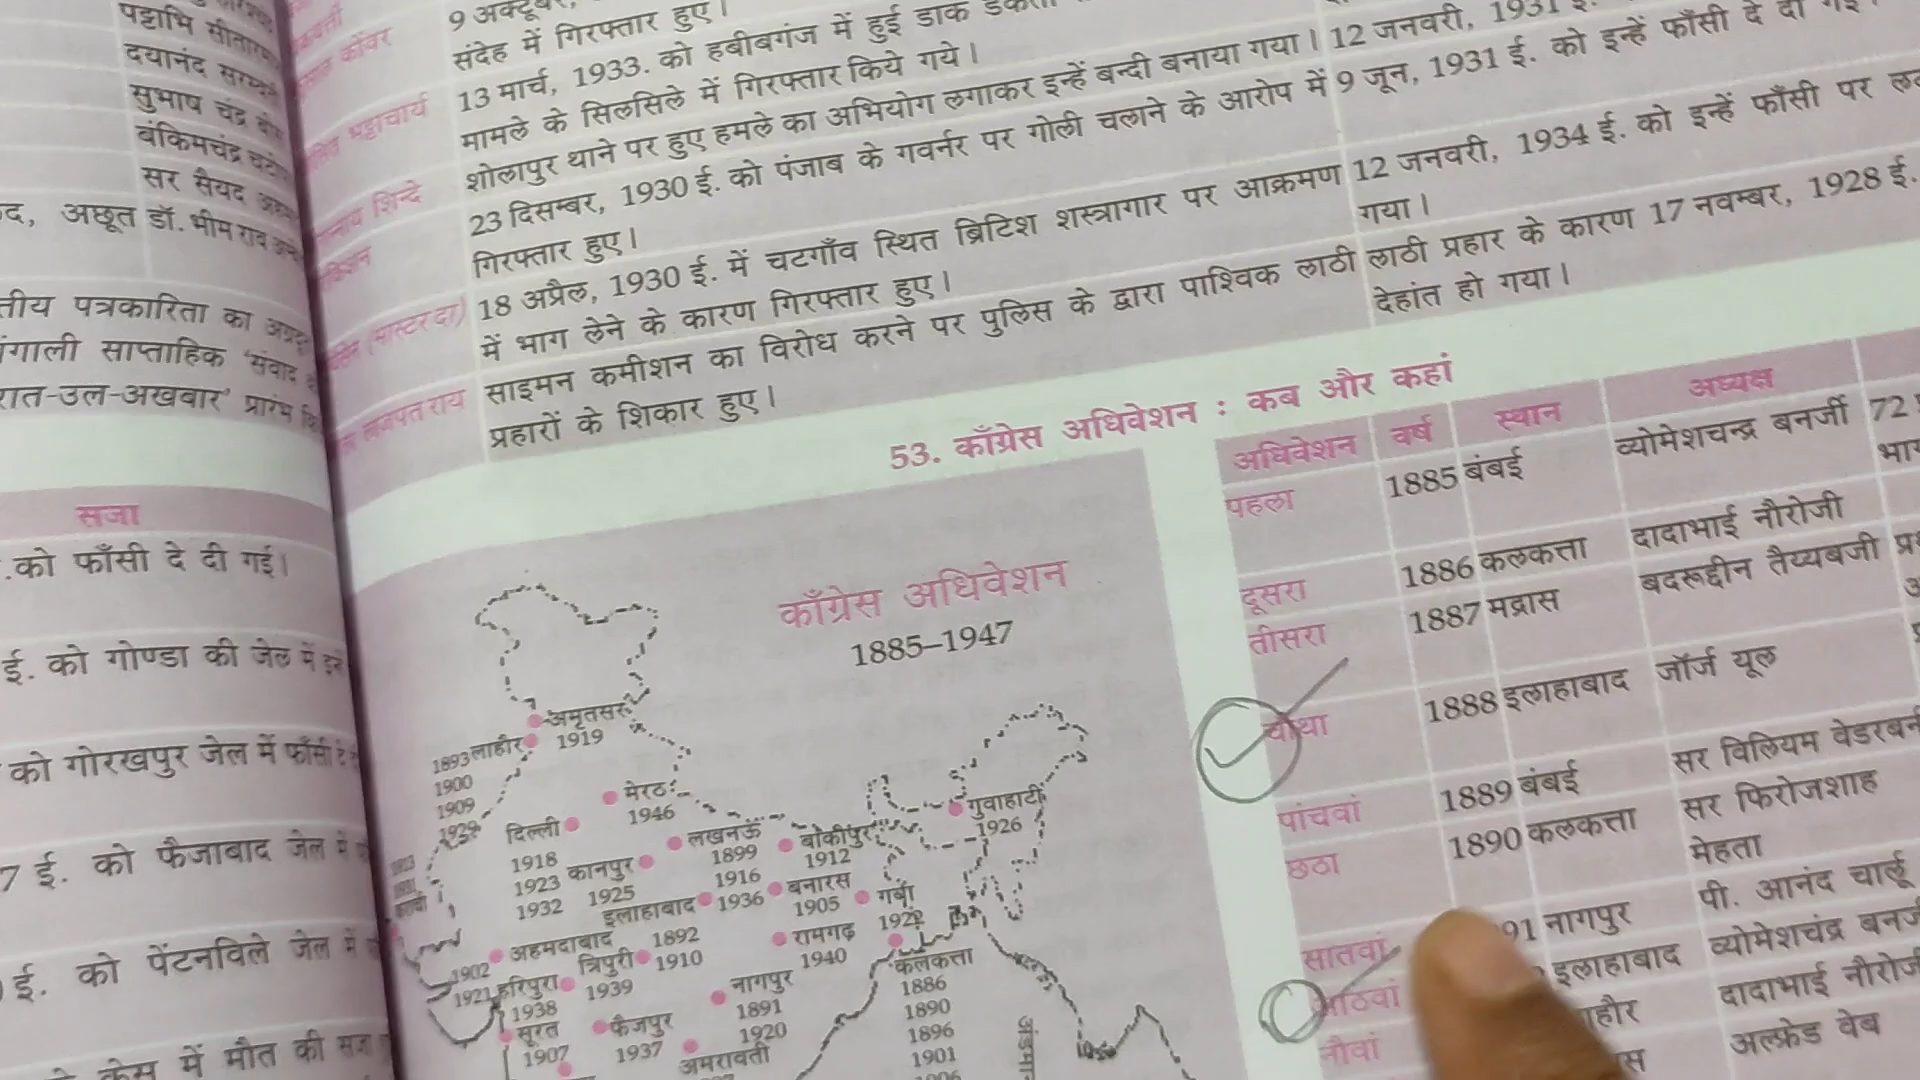 पट्टाभि
दयानंद
सुभाष चंद्र बोस
बंकिमचंद्र
सर सैयद
अछूत डॉ. भीम राव
पत्रकारिता का
साप्ताहिक 'संवाद
प्रारंभ
सजा
.को फाँसी दे दी गई।
ई. को गोण्डा की जेल में
को गोरखपुर जेल में फाँसी दे
7 ई. को फैजाबाद जेल में
ई. को पेंटनविले जेल में
केस में मौत की सजा
9 अक्टूबर,
संदेह में गिरफ्तार हुए।
13 मार्च, 1933. को हबीबगंज में हुई डाक
मामले के सिलसिले में गिरफ्तार किये गये।
भट्टाचार्य
शोलापुर थाने पर हुए हमले का अभियोग लगाकर इन्हें बन्दी बनाया गया। 12 जनवरी, 1931 ई.
शिन्दे
23 दिसम्बर, 1930 ई. को पंजाब के गवर्नर पर गोली चलाने के आरोप में 9 जून, 1931 ई. को इन्हें फाँसी दे दी
गिरफ्तार हुए।
(मास्टर दा) 18 अप्रैल, 1930 ई. में चटगाँव स्थित ब्रिटिश शस्त्रागार पर आक्रमण 12 जनवरी, 1934 ई. को इन्हें फाँसी पर
में भाग लेने के कारण गिरफ्तार हुए। गया।
लाजपत राय साइमन कमीशन का विरोध करने पर पुलिस के द्वारा पाश्विक लाठी लाठी प्रहार के कारण 17 नवम्बर, 1928 ई.
प्रहारों के शिकार हुए। देहांत हो गया।
53. काँग्रेस अधिवेशन : कब और कहां
काँग्रेस अधिवेशन
1885–1947
अमृतसर
1919
लाहौर
1893
1900
1909
1929
मेरठ
1946
दिल्ली
1918
1923
1932
कानपुर
1925
लखनऊ
1899
1916
1936
बाँकीपुर
1912
गुवाहाटी
1926
बनारस
1905
गया
1922
इलाहाबाद
1892
1910
रामगढ़
1940
अहमदाबाद
1902
1921
त्रिपुरी
1939
हरिपुरा
1938
नागपुर
1891
1920
सूरत
1907
फैजपुर
1937
अमरावती
कलकत्ता
1886
1890
1896
1901
अधिवेशन वर्ष स्थान अध्यक्ष
पहला 1885 बंबई व्योमेशचन्द्र बनर्जी 72
दूसरा 1886 कलकत्ता दादाभाई नौरोजी
तीसरा 1887 मद्रास बदरूद्दीन तैय्यबजी
चौथा 1888 इलाहाबाद जॉर्ज यूल
पांचवां 1889 बंबई सर विलियम वेडरबर्न
छठा 1890 कलकत्ता सर फिरोजशाह
मेहता
सातवां 91 नागपुर पी. आनंद चार्लू
आठवां इलाहाबाद व्योमेशचंद्र बनर्जी
नौवां दादाभाई नौरोजी
अल्फ्रेड वेब